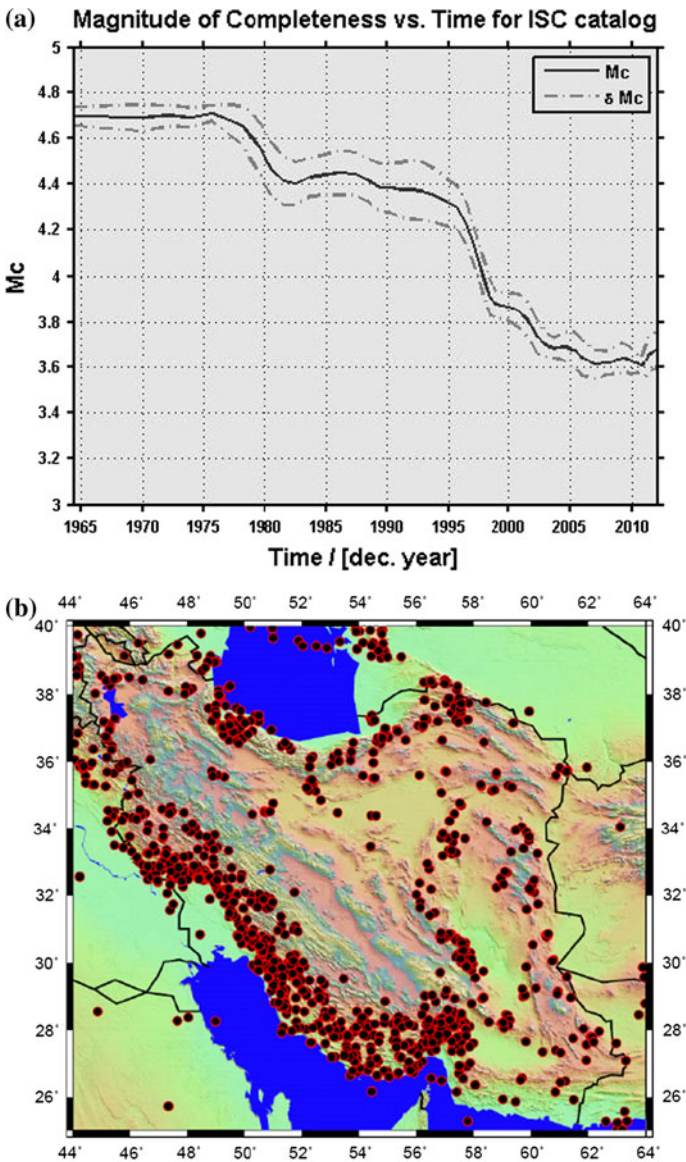 (a) Magnitude of Completeness vs. Time for ISC catalog
5
4.8
4.6
4.4
4.2
4
3.8
3.6
3.4
3.2
3
Mc
Mc
δ Mc
1965 1970 1975 1980 1985 1990 1995 2000 2005 2010
Time / [dec. year]
(b)
44˚ 46˚ 48˚ 50˚ 52˚ 54˚ 56˚ 58˚ 60˚ 62˚ 64˚
40˚ 40˚
38˚ 38˚
36˚ 36˚
34˚ 34˚
32˚ 32˚
30˚ 30˚
28˚ 28˚
26˚ 26˚
44˚ 46˚ 48˚ 50˚ 52˚ 54˚ 56˚ 58˚ 60˚ 62˚ 64˚